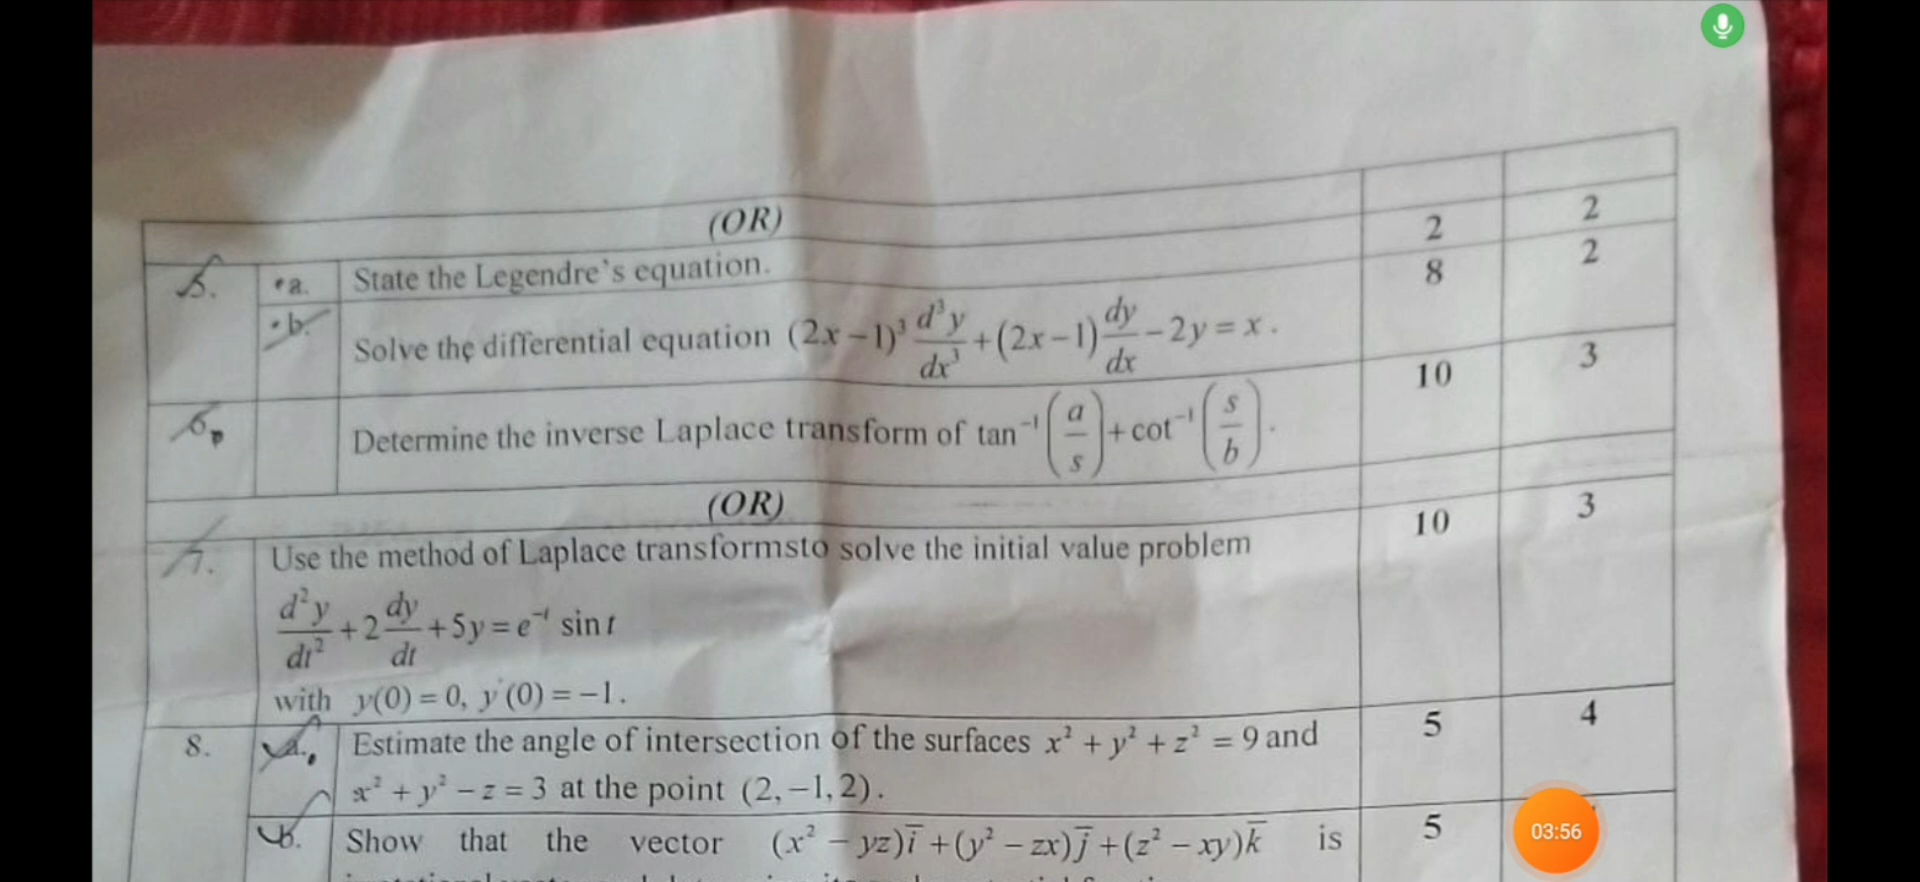 (OR)
5. a. State the Legendre's equation. 2 2
b. Solve the differential equation (2x−1)³ d³y/dx³ + (2x−1) dy/dx − 2y = x. 8 2
6. Determine the inverse Laplace transform of tan⁻¹(a/s) + cot⁻¹(s/b). 10 3
(OR)
7. Use the method of Laplace transformsto solve the initial value problem 10 3
d²y/dt² + 2 dy/dt + 5y = e⁻ᵗ sin t
with y(0) = 0, y'(0) = −1.
8. a. Estimate the angle of intersection of the surfaces x² + y² + z² = 9 and 5 4
x² + y² − z = 3 at the point (2,−1,2).
b. Show that the vector (x² − yz)i̅ + (y² − zx)j̅ + (z² − xy)k̅ is 5
03:56